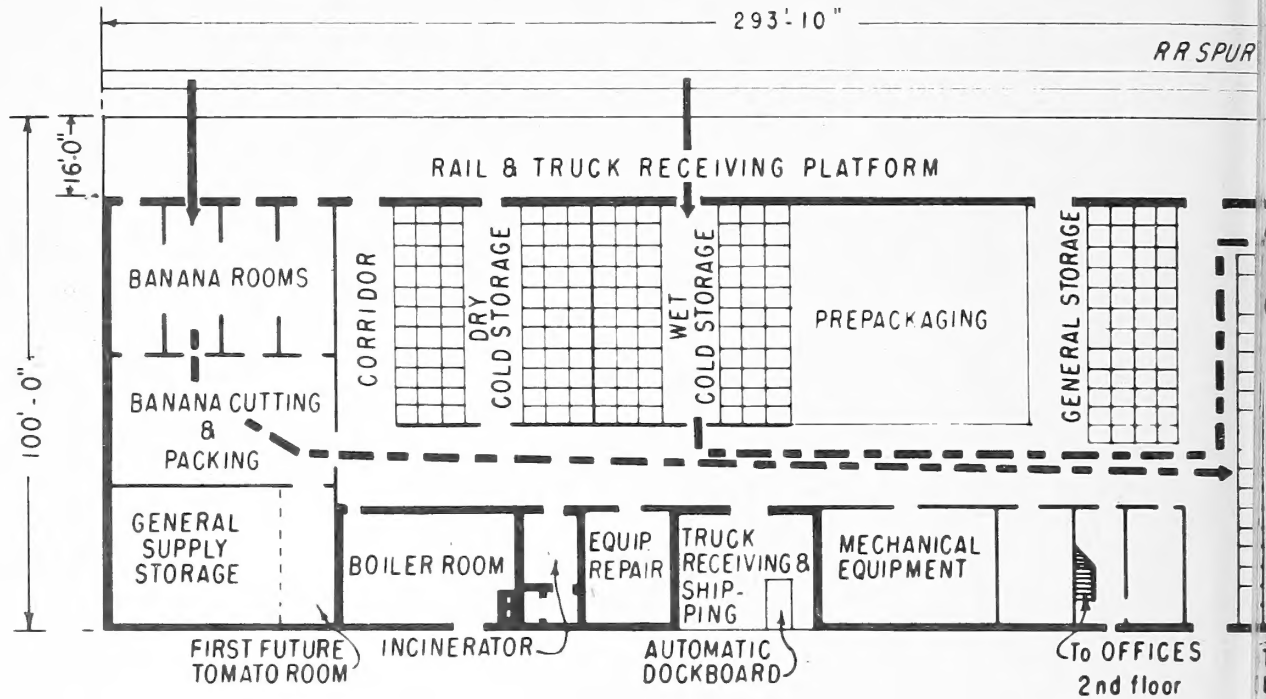 293'-10"
RR SPUR
16'-0"
100'-0"
RAIL & TRUCK RECEIVING PLATFORM
BANANA ROOMS
CORRIDOR
DRY
COLD STORAGE
WET
COLD STORAGE
PREPACKAGING
GENERAL STORAGE
BANANA CUTTING
&
PACKING
GENERAL
SUPPLY
STORAGE
BOILER ROOM
EQUIP.
REPAIR
TRUCK
RECEIVING &
SHIP-
PING
MECHANICAL
EQUIPMENT
FIRST FUTURE
TOMATO ROOM
INCINERATOR
AUTOMATIC
DOCKBOARD
To OFFICES
2nd floor